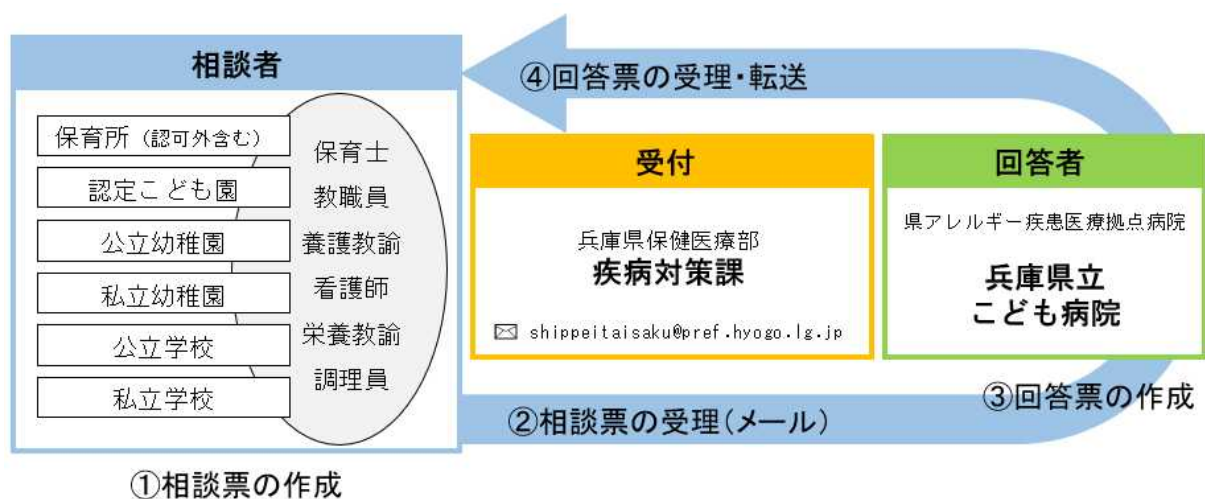 相談者
保育所（認可外含む）
認定こども園
公立幼稚園
私立幼稚園
公立学校
私立学校
保育士
教職員
養護教諭
看護師
栄養教諭
調理員
①相談票の作成
④回答票の受理・転送
受付
兵庫県保健医療部
疾病対策課
shippeitaisaku@pref.hyogo.lg.jp
回答者
県アレルギー疾患医療拠点病院
兵庫県立
こども病院
②相談票の受理（メール）
③回答票の作成